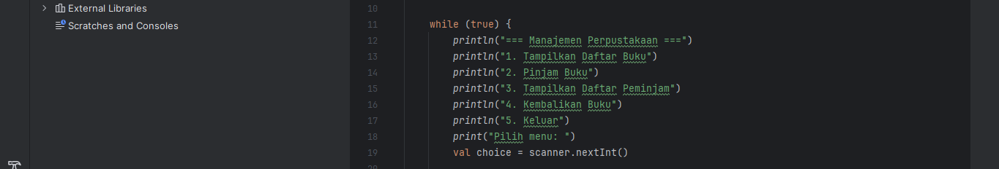 External Libraries
Scratches and Consoles
10
11 while (true) {
12 println("=== Manajemen Perpustakaan ===")
13 println("1. Tampilkan Daftar Buku")
14 println("2. Pinjam Buku")
15 println("3. Tampilkan Daftar Peminjam")
16 println("4. Kembalikan Buku")
17 println("5. Keluar")
18 print("Pilih menu: ")
19 val choice = scanner.nextInt()